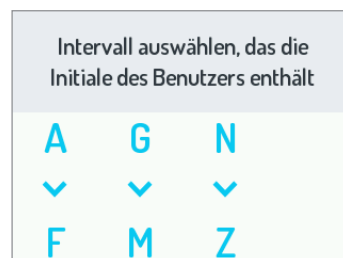 Intervall auswählen, das die
Initiale des Benutzers enthält
A G N
F M Z